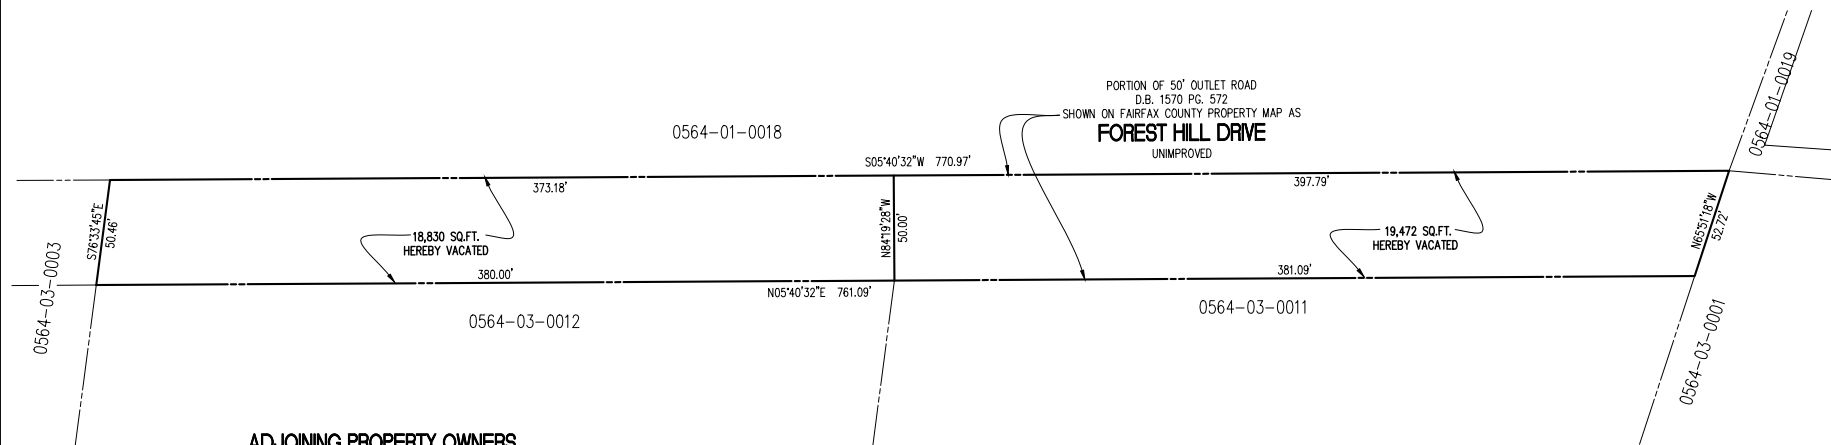 PORTION OF 50' OUTLET ROAD
D.B. 1570 PG. 572
SHOWN ON FAIRFAX COUNTY PROPERTY MAP AS
FOREST HILL DRIVE
UNIMPROVED
0564-01-0018
0564-01-0019
S05°40'32"W 770.97'
373.18'
397.79'
S76°33'45"E
50.46'
18,830 SQ.FT.
HEREBY VACATED
N84°19'28"W
50.00'
19,472 SQ.FT.
HEREBY VACATED
N65°51'18"W
52.72'
380.00'
381.09'
N05°40'32"E 761.09'
0564-03-0003
0564-03-0012
0564-03-0011
0564-03-0001
ADJOINING PROPERTY OWNERS